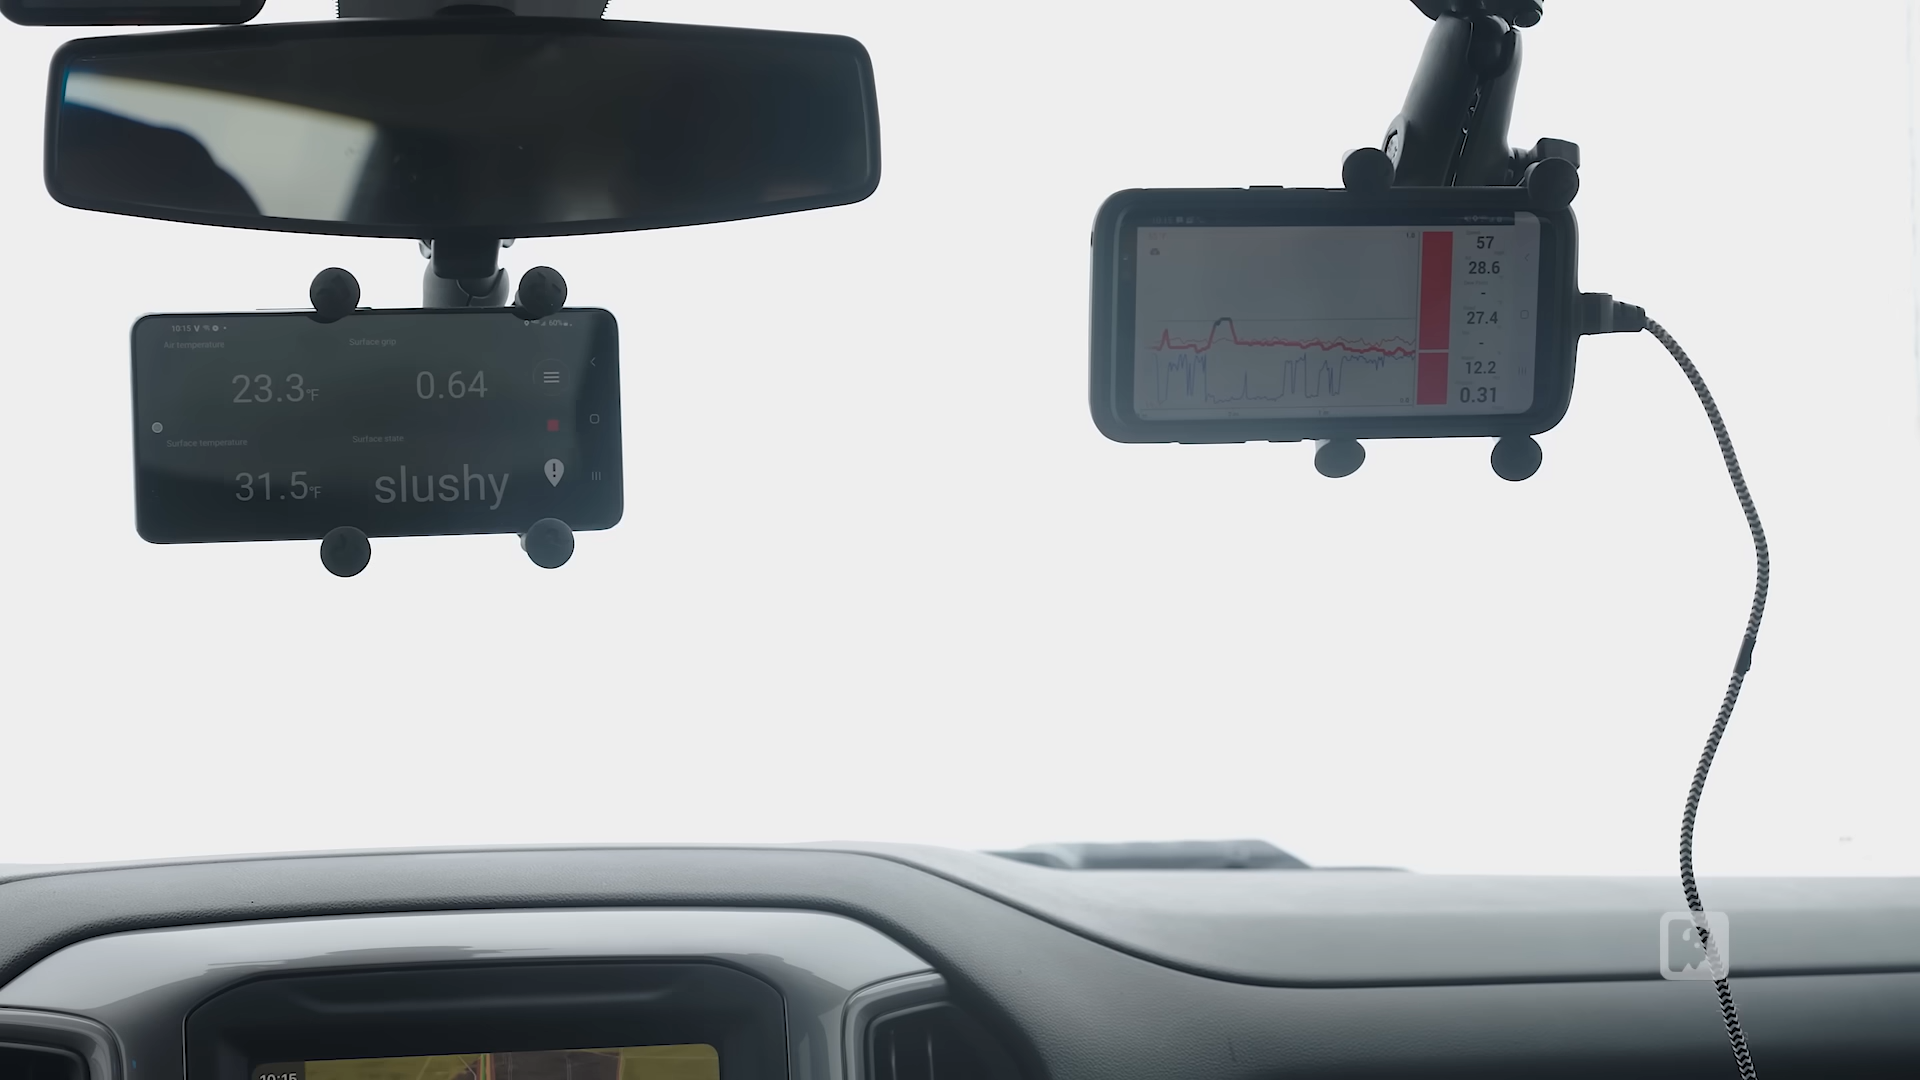 10:15
60%
Air temperature
Surface grip
23.3°F
0.64
Surface temperature
Surface state
31.5°F
slushy
57
28.6
-
27.4
-
12.2
0.31
10:15